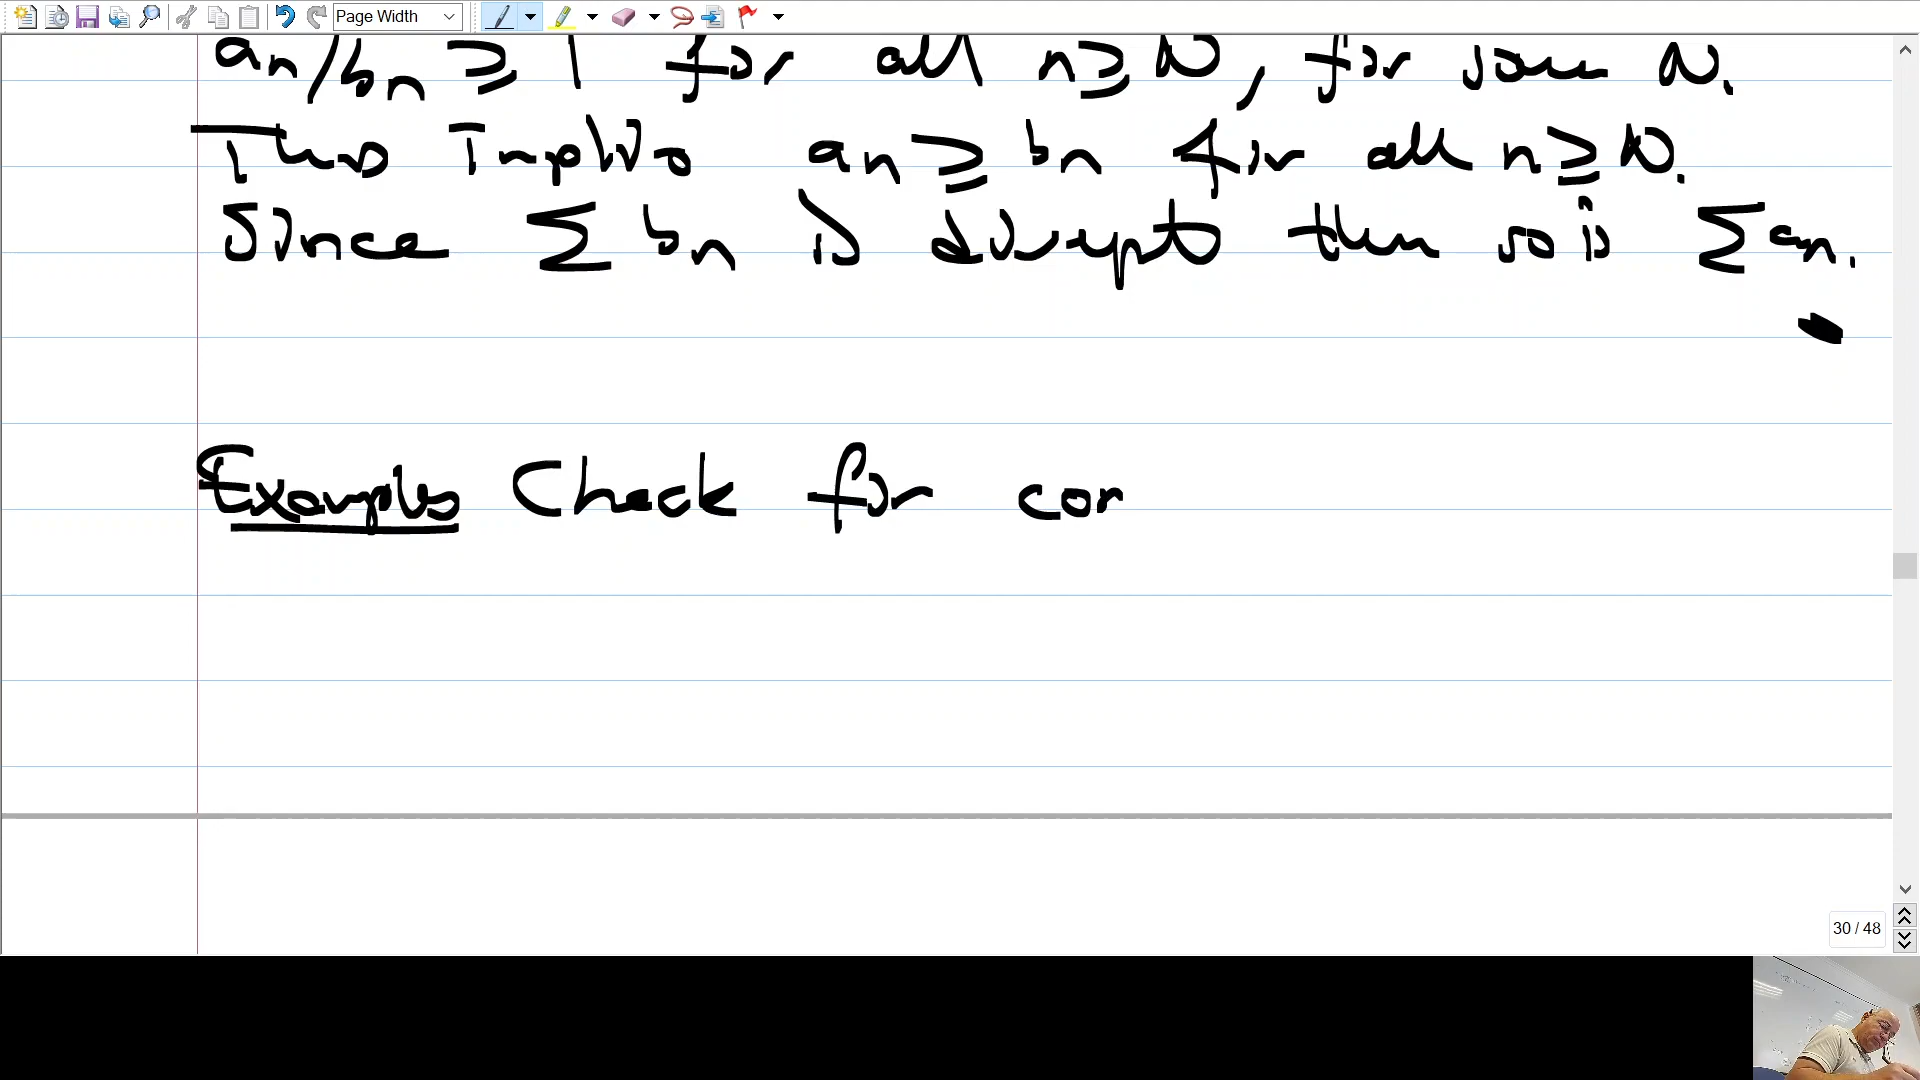 Page Width
an/bn ≥ 1 for all n ≥ N, for some N.
This implies an ≥ bn for all n ≥ N.
Since ∑ bn is divergent then so is ∑ an.
Examples Check for con
30 / 48